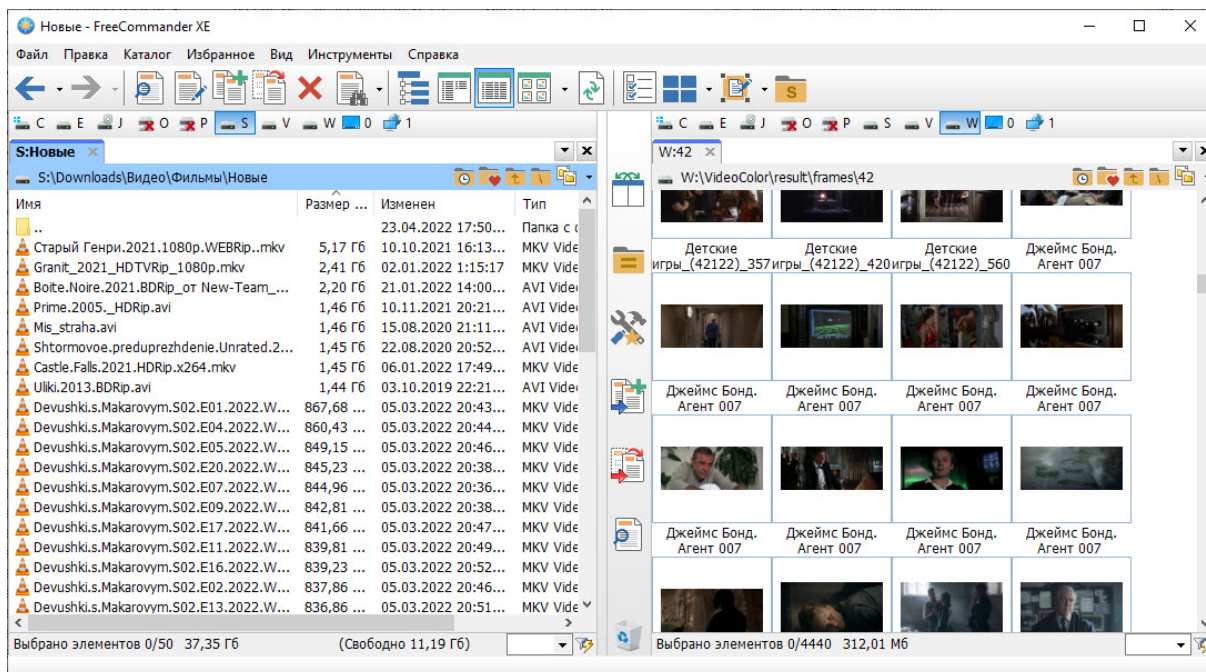 Новые - FreeCommander XE
Файл Правка Каталог Избранное Вид Инструменты Справка
S
C E J O P S V W 0 1
C E J O P S V W 0 1
S:Новые
W:42
S:\Downloads\Видео\Фильмы\Новые
W:\VideoColor\result\frames\42
Имя Размер ... Изменен Тип
.. 23.04.2022 17:50... Папка с
Старый Генри.2021.1080p.WEBRip..mkv 5,17 Гб 10.10.2021 16:13... MKV Vide
Granit_2021_HDTVRip_1080p.mkv 2,41 Гб 02.01.2022 1:15:17 MKV Vide
Boite.Noire.2021.BDRip_от New-Team_... 2,20 Гб 21.01.2022 14:00... AVI Vide
Prime.2005._HDRip.avi 1,46 Гб 10.11.2021 20:21... AVI Vide
Mis_straha.avi 1,46 Гб 15.08.2020 21:11... AVI Vide
Shtormovoe.preduprezhdenie.Unrated.2... 1,45 Гб 22.08.2020 20:52... AVI Vide
Castle.Falls.2021.HDRip.x264.mkv 1,45 Гб 06.01.2022 17:49... MKV Vide
Uliki.2013.BDRip.avi 1,44 Гб 03.10.2019 22:21... AVI Vide
Devushki.s.Makarovym.S02.E01.2022.W... 867,68 ... 05.03.2022 20:43... MKV Vide
Devushki.s.Makarovym.S02.E04.2022.W... 860,43 ... 05.03.2022 20:44... MKV Vide
Devushki.s.Makarovym.S02.E05.2022.W... 849,15 ... 05.03.2022 20:46... MKV Vide
Devushki.s.Makarovym.S02.E20.2022.W... 845,23 ... 05.03.2022 20:38... MKV Vide
Devushki.s.Makarovym.S02.E07.2022.W... 844,96 ... 05.03.2022 20:36... MKV Vide
Devushki.s.Makarovym.S02.E09.2022.W... 842,81 ... 05.03.2022 20:38... MKV Vide
Devushki.s.Makarovym.S02.E17.2022.W... 841,66 ... 05.03.2022 20:47... MKV Vide
Devushki.s.Makarovym.S02.E11.2022.W... 839,81 ... 05.03.2022 20:49... MKV Vide
Devushki.s.Makarovym.S02.E16.2022.W... 839,23 ... 05.03.2022 20:52... MKV Vide
Devushki.s.Makarovym.S02.E02.2022.W... 837,86 ... 05.03.2022 20:46... MKV Vide
Devushki.s.Makarovym.S02.E13.2022.W... 836,86 ... 05.03.2022 20:51... MKV Vide
Выбрано элементов 0/50 37,35 Гб (Свободно 11,19 Гб)
Детские Детские Детские Джеймс Бонд.
игры_(42122)_357 игры_(42122)_420 игры_(42122)_560 Агент 007
Джеймс Бонд. Джеймс Бонд. Джеймс Бонд. Джеймс Бонд.
Агент 007 Агент 007 Агент 007 Агент 007
Джеймс Бонд. Джеймс Бонд. Джеймс Бонд. Джеймс Бонд.
Агент 007 Агент 007 Агент 007 Агент 007
Выбрано элементов 0/4440 312,01 Мб